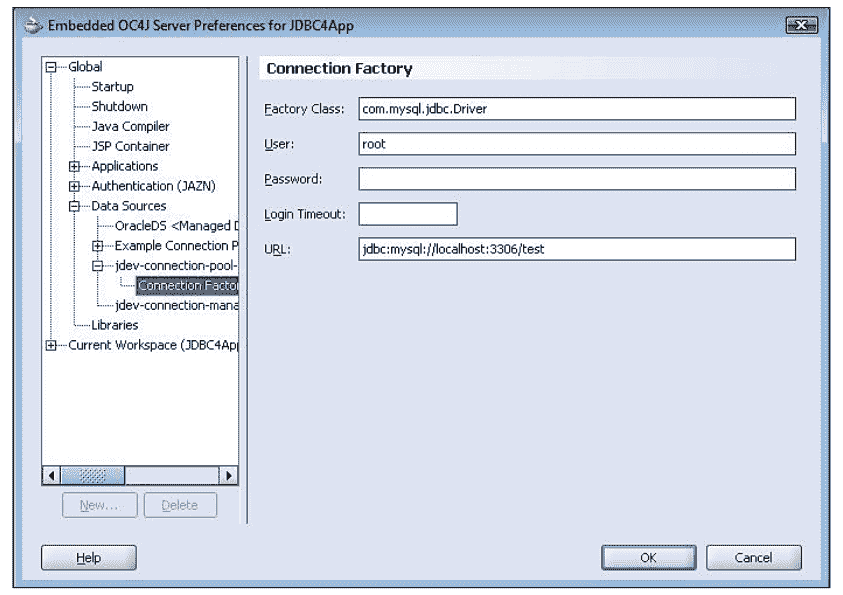 Embedded OC4J Server Preferences for JDBC4App
Global
Startup
Shutdown
Java Compiler
JSP Container
Applications
Authentication (JAZN)
Data Sources
OracleDS <Managed D
Example Connection P
jdev-connection-pool-
Connection Facto
jdev-connection-mana
Libraries
Current Workspace (JDBC4Ap
New...
Delete
Connection Factory
Factory Class: com.mysql.jdbc.Driver
User: root
Password:
Login Timeout:
URL: jdbc:mysql://localhost:3306/test
Help
OK
Cancel